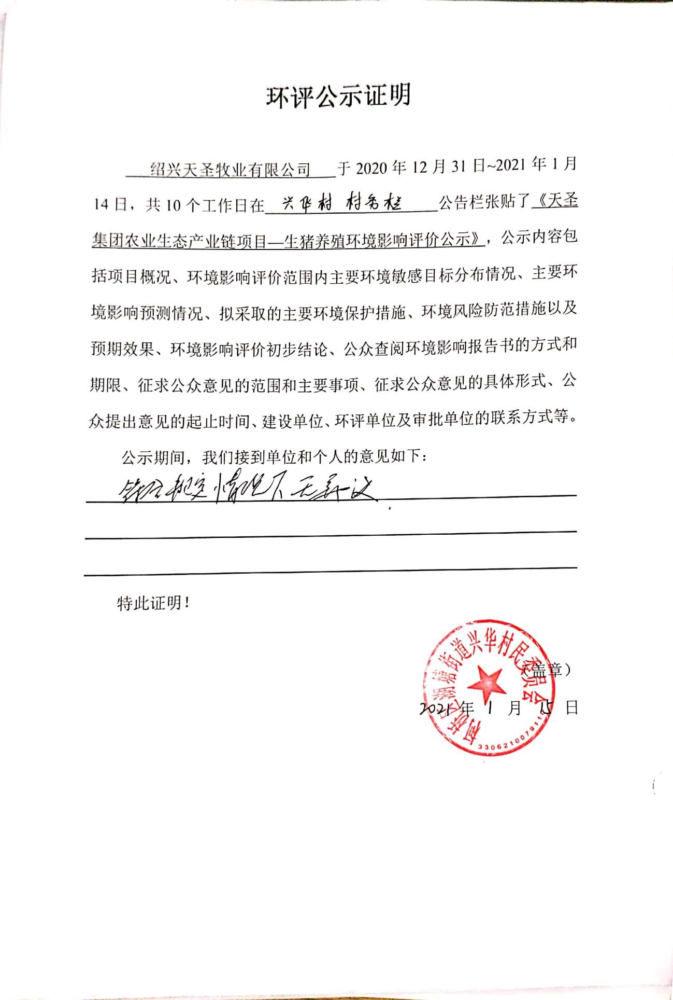 环评公示证明
绍兴天圣牧业有限公司 于 2020 年 12 月 31 日~2021 年 1 月
14 日，共 10 个工作日在 兴华村 村务栏 公告栏张贴了《天圣
集团农业生态产业链项目—生猪养殖环境影响评价公示》，公示内容包
括项目概况、环境影响评价范围内主要环境敏感目标分布情况、主要环
境影响预测情况、拟采取的主要环境保护措施、环境风险防范措施以及
预期效果、环境影响评价初步结论、公众查阅环境影响报告书的方式和
期限、征求公众意见的范围和主要事项、征求公众意见的具体形式、公
众提出意见的起止时间、建设单位、环评单位及审批单位的联系方式等。
公示期间，我们接到单位和个人的意见如下：
符合规定情况下无异议.
特此证明！
柯桥区湖塘街道兴华村民委员会
（盖章）
2021 年 1 月 15 日